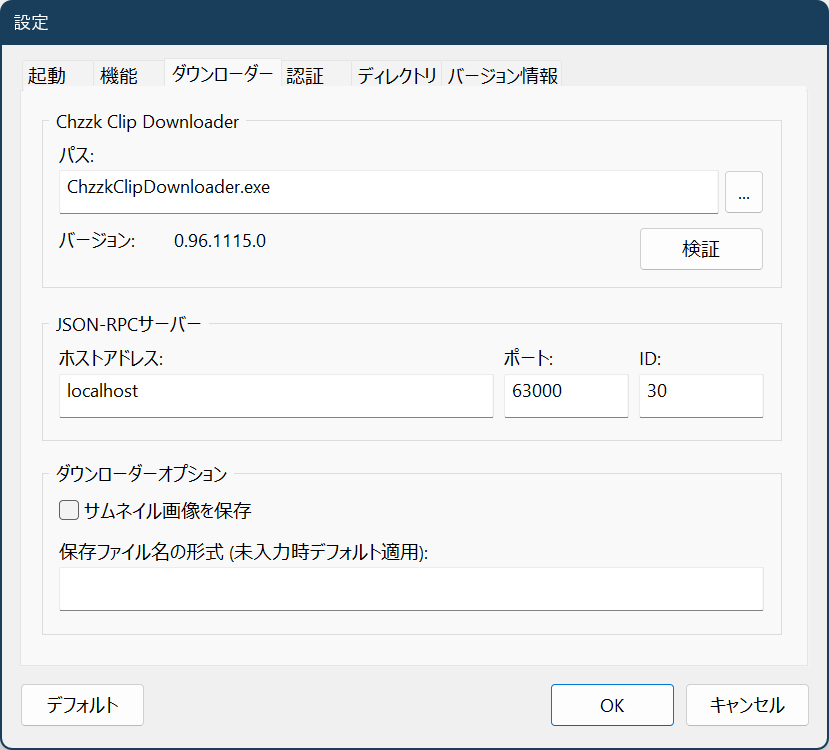 設定
起動 機能 ダウンローダー 認証 ディレクトリ バージョン情報
Chzzk Clip Downloader
パス:
ChzzkClipDownloader.exe ...
バージョン: 0.96.1115.0 検証
JSON-RPCサーバー
ホストアドレス: ポート: ID:
localhost 63000 30
ダウンローダーオプション
サムネイル画像を保存
保存ファイル名の形式 (未入力時デフォルト適用):
デフォルト OK キャンセル